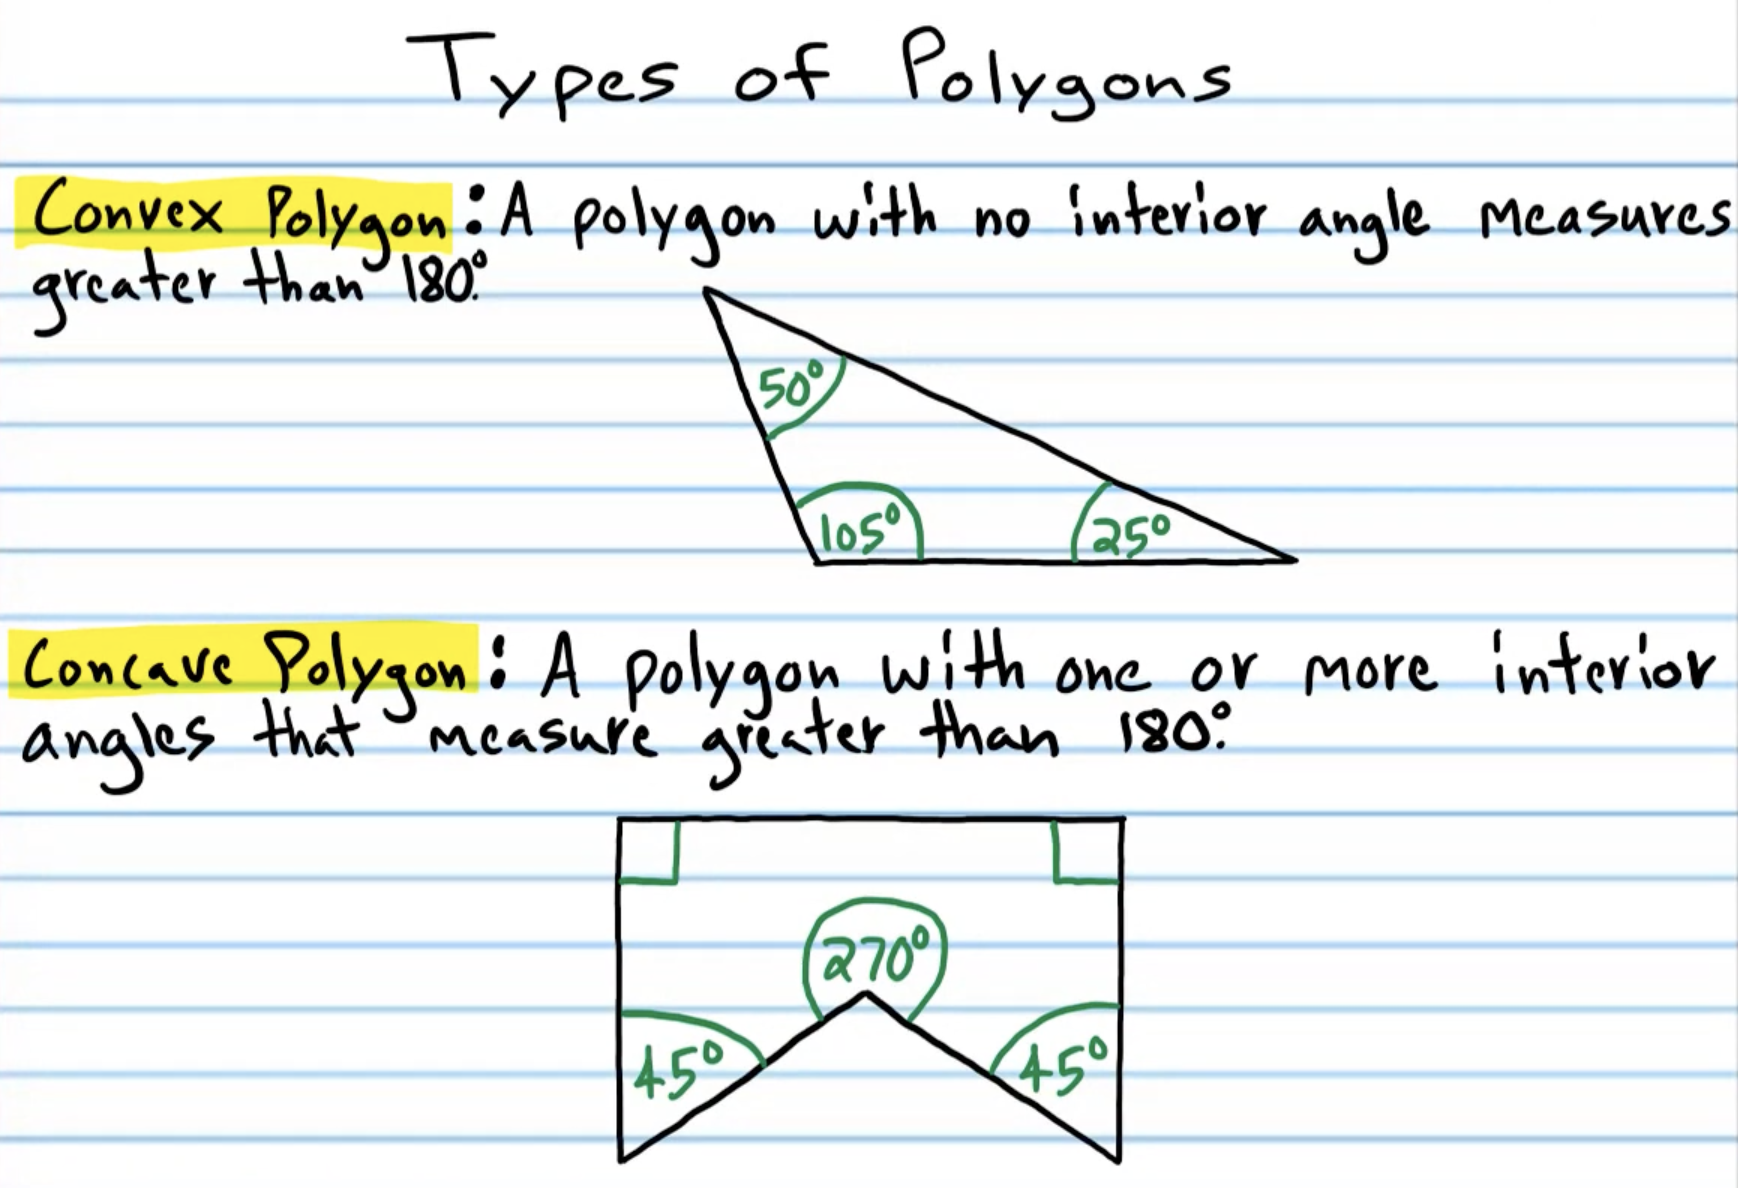 Types of Polygons
Convex Polygon: A polygon with no interior angle measures
greater than 180°.
50°
105°
25°
Concave Polygon: A polygon with one or more interior
angles that measure greater than 180°.
270°
45°
45°